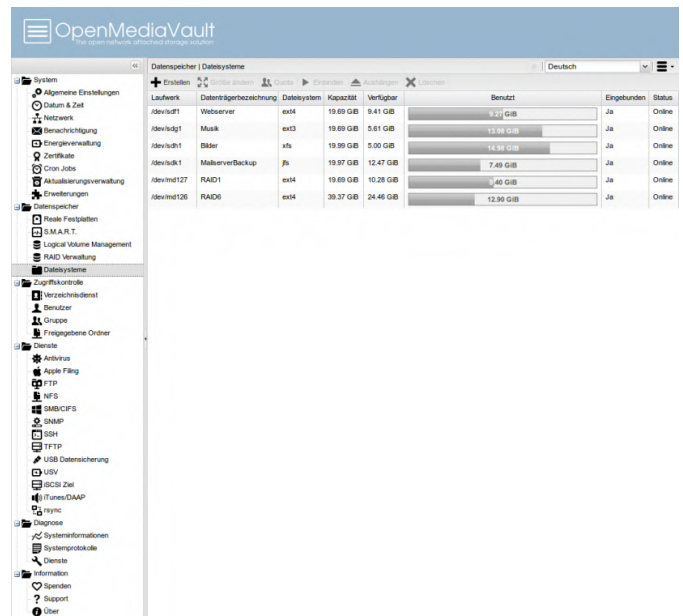 OpenMediaVault
The open network attached storage solution
Datenspeicher | Dateisysteme
Deutsch
System
Allgemeine Einstellungen
Datum & Zeit
Netzwerk
Benachrichtigung
Energieverwaltung
Zertifikate
Cron Jobs
Aktualisierungsverwaltung
Erweiterungen
Datenspeicher
Reale Festplatten
S.M.A.R.T.
Logical Volume Management
RAID Verwaltung
Dateisysteme
Zugriffskontrolle
Verzeichnisdienst
Benutzer
Gruppe
Freigegebene Ordner
Dienste
Antivirus
Apple Filing
FTP
NFS
SMB/CIFS
SNMP
SSH
TFTP
USB Datensicherung
USV
iSCSI Ziel
iTunes/DAAP
rsync
Diagnose
Systeminformationen
Systemprotokolle
Dienste
Information
Spenden
Support
Über
Erstellen Größe ändern Quota Einbinden Aushängen Löschen
Laufwerk Datenträgerbezeichnung Dateisystem Kapazität Verfügbar Benutzt Eingebunden Status
/dev/sdf1 Webserver ext4 19.69 GiB 9.41 GiB 9.27 GiB Ja Online
/dev/sdg1 Musik ext3 19.69 GiB 5.61 GiB 13.08 GiB Ja Online
/dev/sdh1 Bilder xfs 19.99 GiB 5.00 GiB 14.98 GiB Ja Online
/dev/sdk1 MailserverBackup jfs 19.97 GiB 12.47 GiB 7.49 GiB Ja Online
/dev/md127 RAID1 ext4 19.69 GiB 10.28 GiB 40 GiB Ja Online
/dev/md126 RAID6 ext4 39.37 GiB 24.46 GiB 12.90 GiB Ja Online